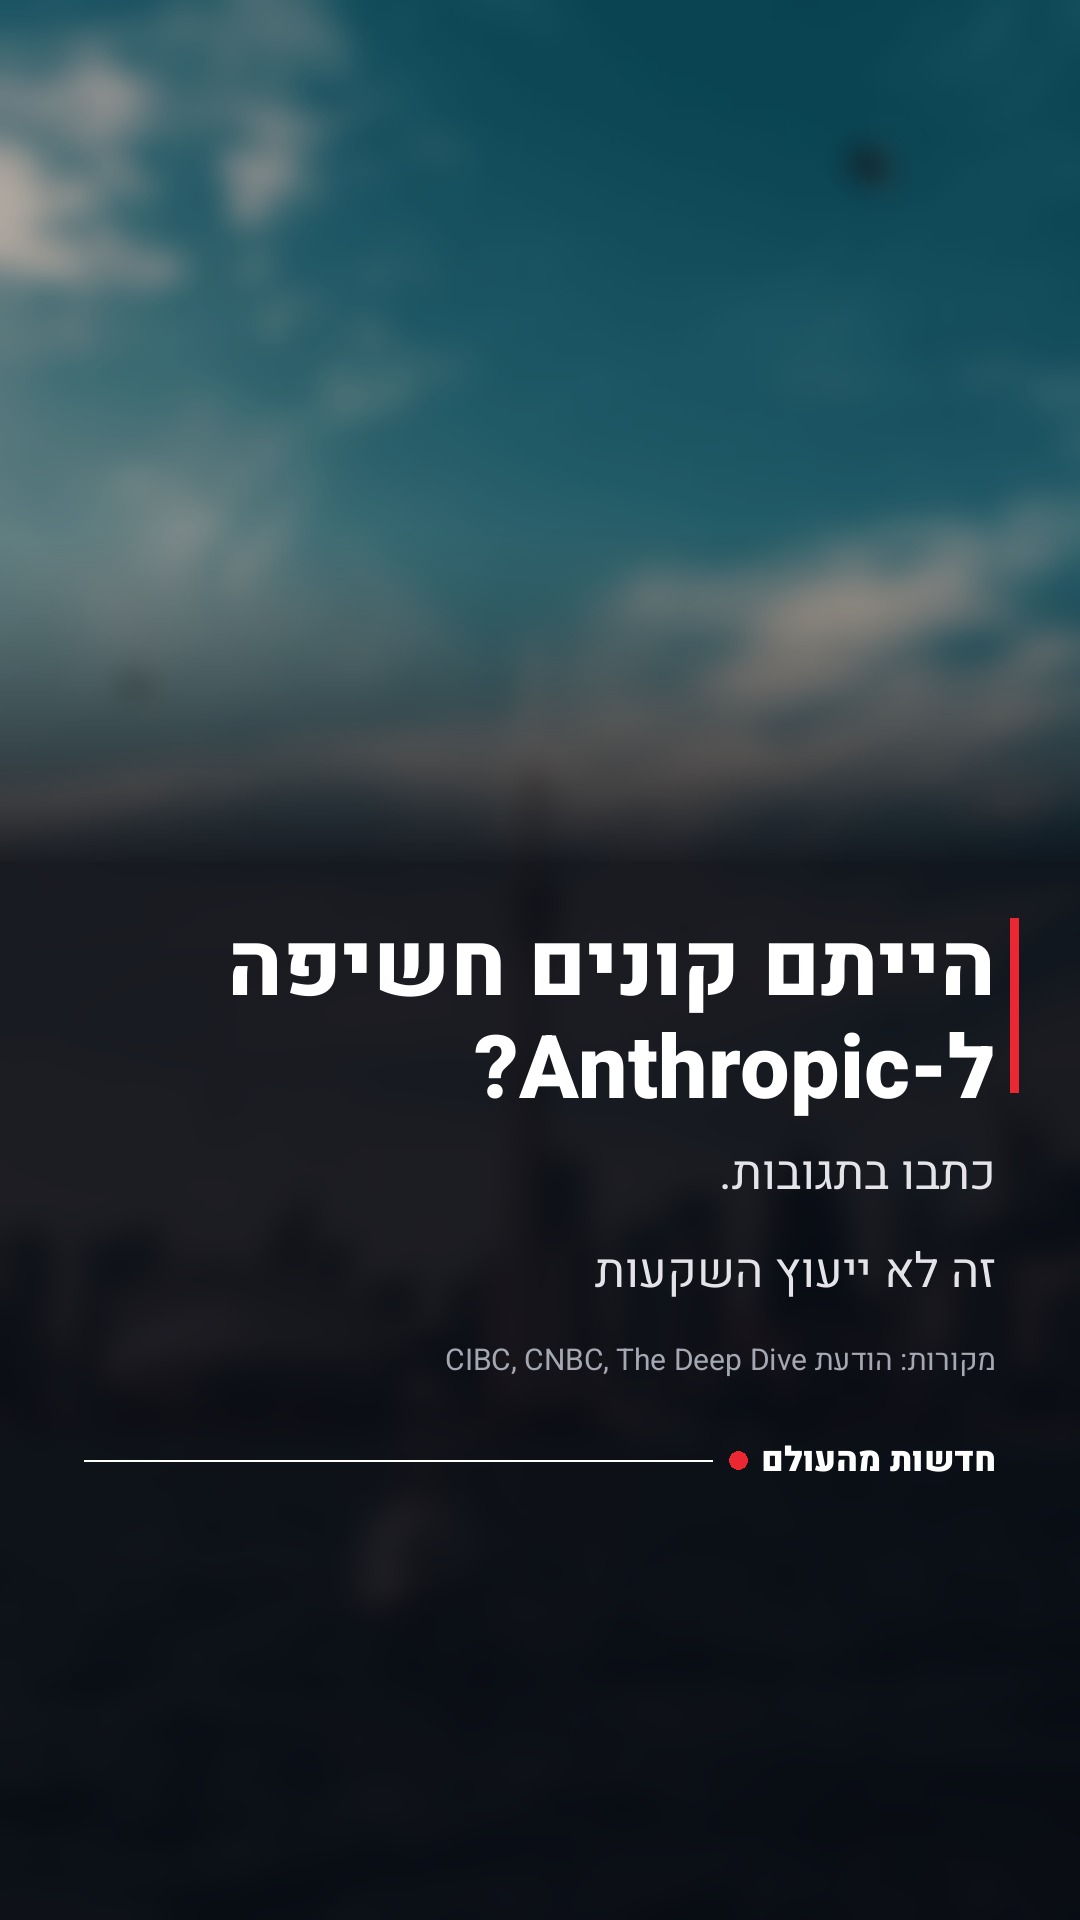 הייתם קונים חשיפה
ל-Anthropic?
כתבו בתגובות.
זה לא ייעוץ השקעות
מקורות: הודעת CIBC, CNBC, The Deep Dive
חדשות מהעולם